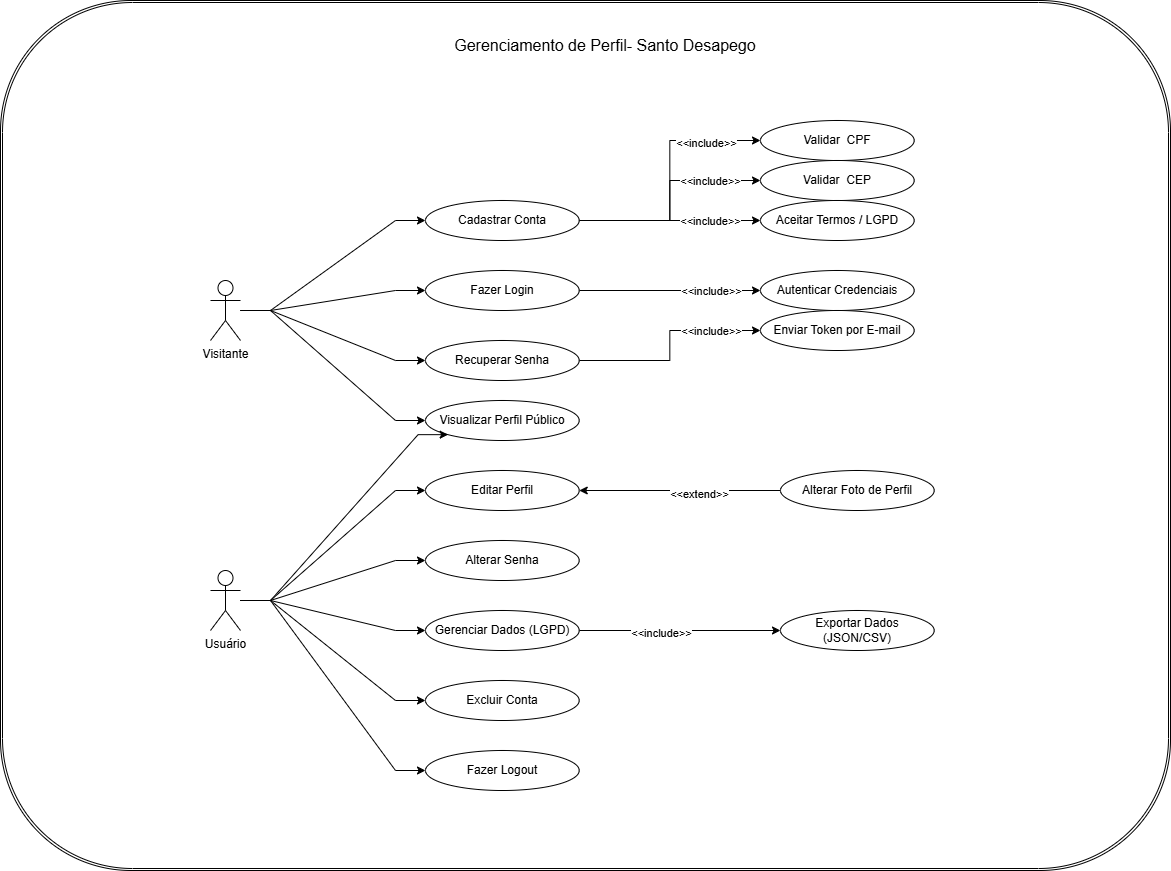 Gerenciamento de Perfil- Santo Desapego
<<include>>
Validar CPF
<<include>>
Validar CEP
Cadastrar Conta
<<include>>
Aceitar Termos / LGPD
Fazer Login
<<include>>
Autenticar Credenciais
<<include>>
Enviar Token por E-mail
Visitante
Recuperar Senha
Visualizar Perfil Público
Editar Perfil
<<extend>>
Alterar Foto de Perfil
Alterar Senha
Usuário
Gerenciar Dados (LGPD)
<<include>>
Exportar Dados
(JSON/CSV)
Excluir Conta
Fazer Logout